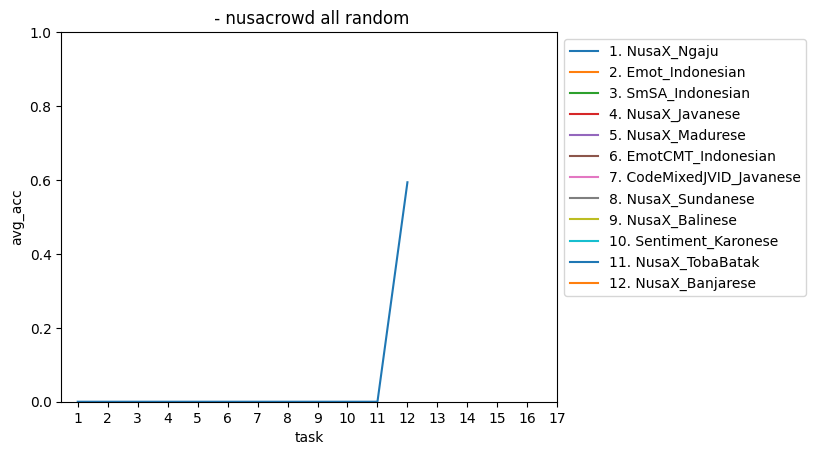 - nusacrowd all random
1.0
0.8
0.6
0.4
0.2
0.0
avg_acc
1 2 3 4 5 6 7 8 9 10 11 12 13 14 15 16 17
task
1. NusaX_Ngaju
2. Emot_Indonesian
3. SmSA_Indonesian
4. NusaX_Javanese
5. NusaX_Madurese
6. EmotCMT_Indonesian
7. CodeMixedJVID_Javanese
8. NusaX_Sundanese
9. NusaX_Balinese
10. Sentiment_Karonese
11. NusaX_TobaBatak
12. NusaX_Banjarese